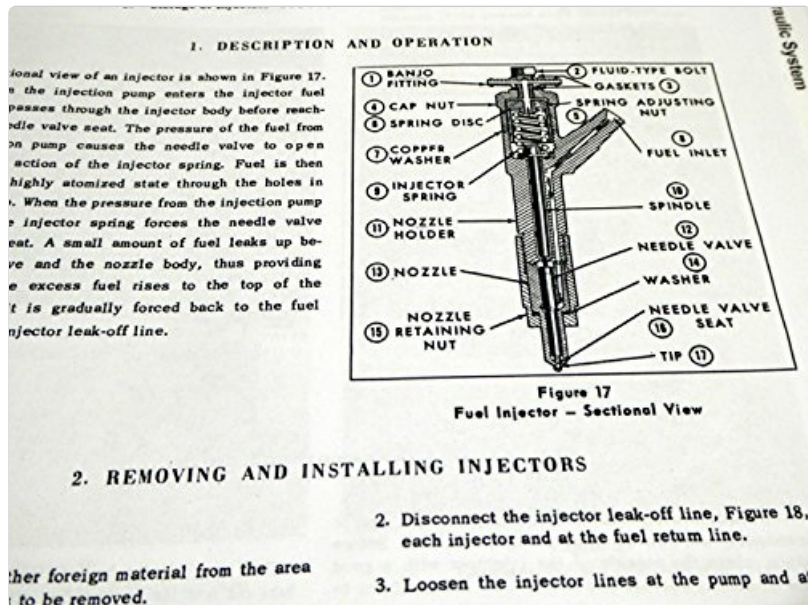 1. DESCRIPTION AND OPERATION
ional view of an injector is shown in Figure 17.
the injection pump enters the injector fuel
passes through the injector body before reach-
edle valve seat. The pressure of the fuel from
on pump causes the needle valve to open
action of the injector spring. Fuel is then
highly atomized state through the holes in
When the pressure from the injection pump
injector spring forces the needle valve
eat. A small amount of fuel leaks up be-
ve and the nozzle body, thus providing
excess fuel rises to the top of the
it is gradually forced back to the fuel
njector leak-off line.
raulic System
1 BANJO
FITTING
2 FLUID-TYPE BOLT
GASKETS 3
4 CAP NUT
SPRING ADJUSTING
NUT
5
6 SPRING DISC
7 COPPER
WASHER
8
FUEL INLET
9 INJECTOR
SPRING
10
SPINDLE
11 NOZZLE
HOLDER
12
NEEDLE VALVE
13 NOZZLE
14
WASHER
NOZZLE
15 RETAINING
NUT
NEEDLE VALVE
16 SEAT
TIP 17
Figure 17
Fuel Injector – Sectional View
2. REMOVING AND INSTALLING INJECTORS
ther foreign material from the area
to be removed.
2. Disconnect the injector leak-off line, Figure 18,
each injector and at the fuel return line.
3. Loosen the injector lines at the pump and a